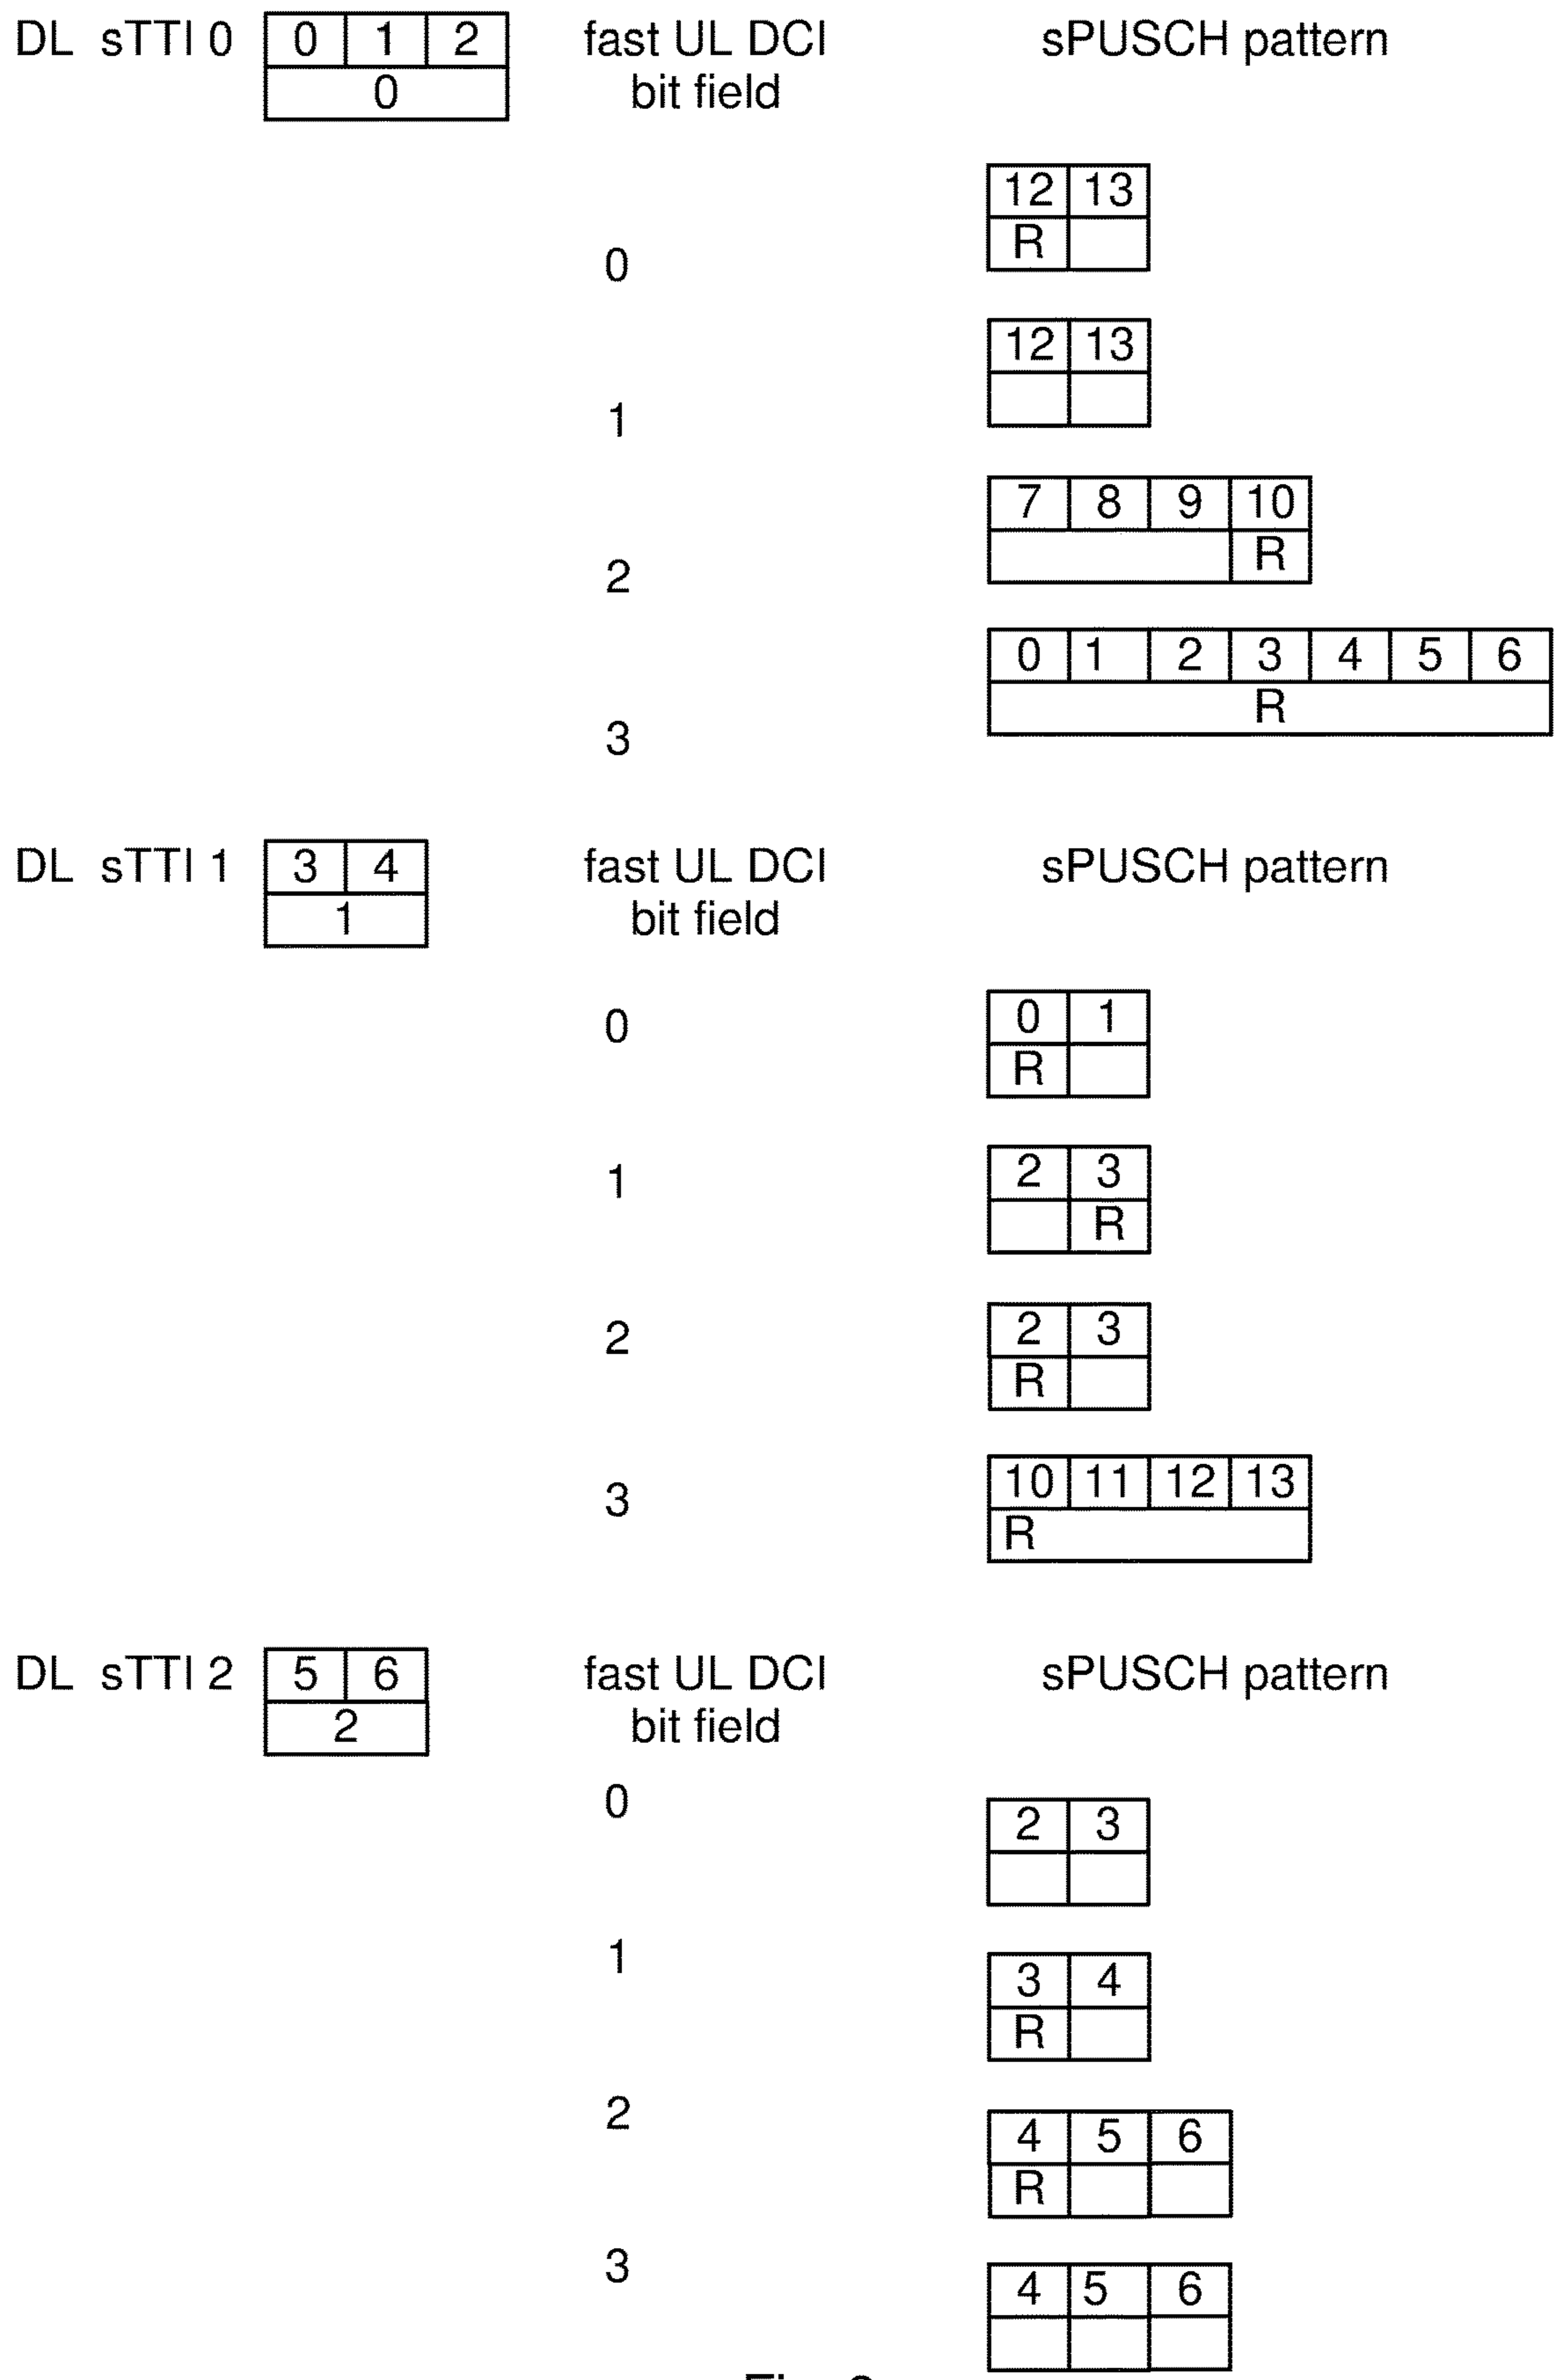 DL sTTI 0 0 1 2 fast UL DCI sPUSCH pattern
0 bit field
12 13
0 R
12 13
1
7 8 9 10
2 R
0 1 2 3 4 5 6
3 R
DL sTTI 1 3 4 fast UL DCI sPUSCH pattern
1 bit field
0 0 1
R
1 2 3
R
2 2 3
R
3 10 11 12 13
R
DL sTTI 2 5 6 fast UL DCI sPUSCH pattern
2 bit field
0 2 3
1 3 4
R
2 4 5 6
R
3 4 5 6